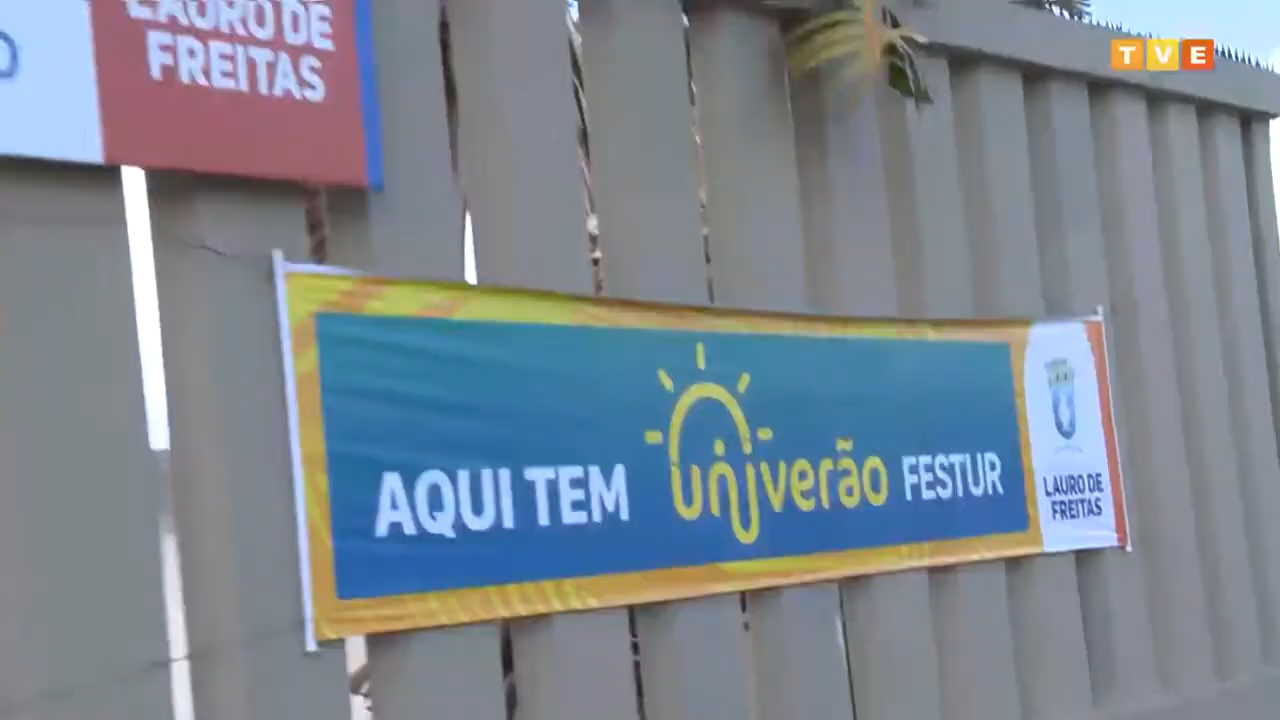 LAURO DE
FREITAS
TVE
AQUI TEM univerão FESTUR
LAURO DE
FREITAS